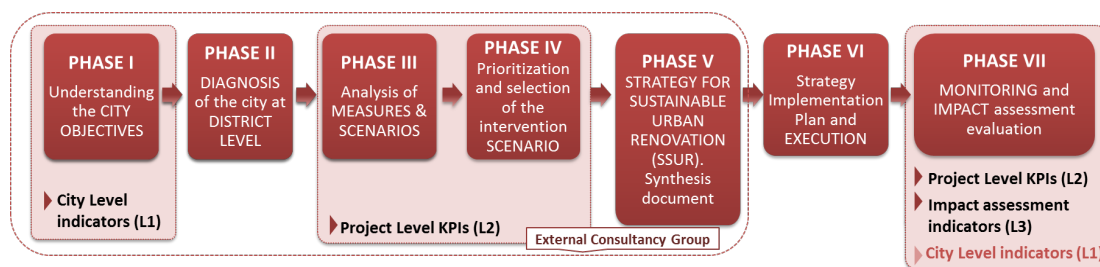 PHASE I
Understanding
the CITY
OBJECTIVES
City Level
indicators (L1)
PHASE II
DIAGNOSIS
of the city at
DISTRICT
LEVEL
PHASE III
Analysis of
MEASURES &
SCENARIOS
PHASE IV
Prioritization
and selection
of the
intervention
SCENARIO
Project Level KPIs (L2)
PHASE V
STRATEGY FOR
SUSTAINABLE
URBAN
RENOVATION
(SSUR).
Synthesis
document
External Consultancy Group
PHASE VI
Strategy
Implementation
Plan and
EXECUTION
PHASE VII
MONITORING and
IMPACT assessment
evaluation
Project Level KPIs (L2)
Impact assessment
indicators (L3)
City Level indicators (L1)